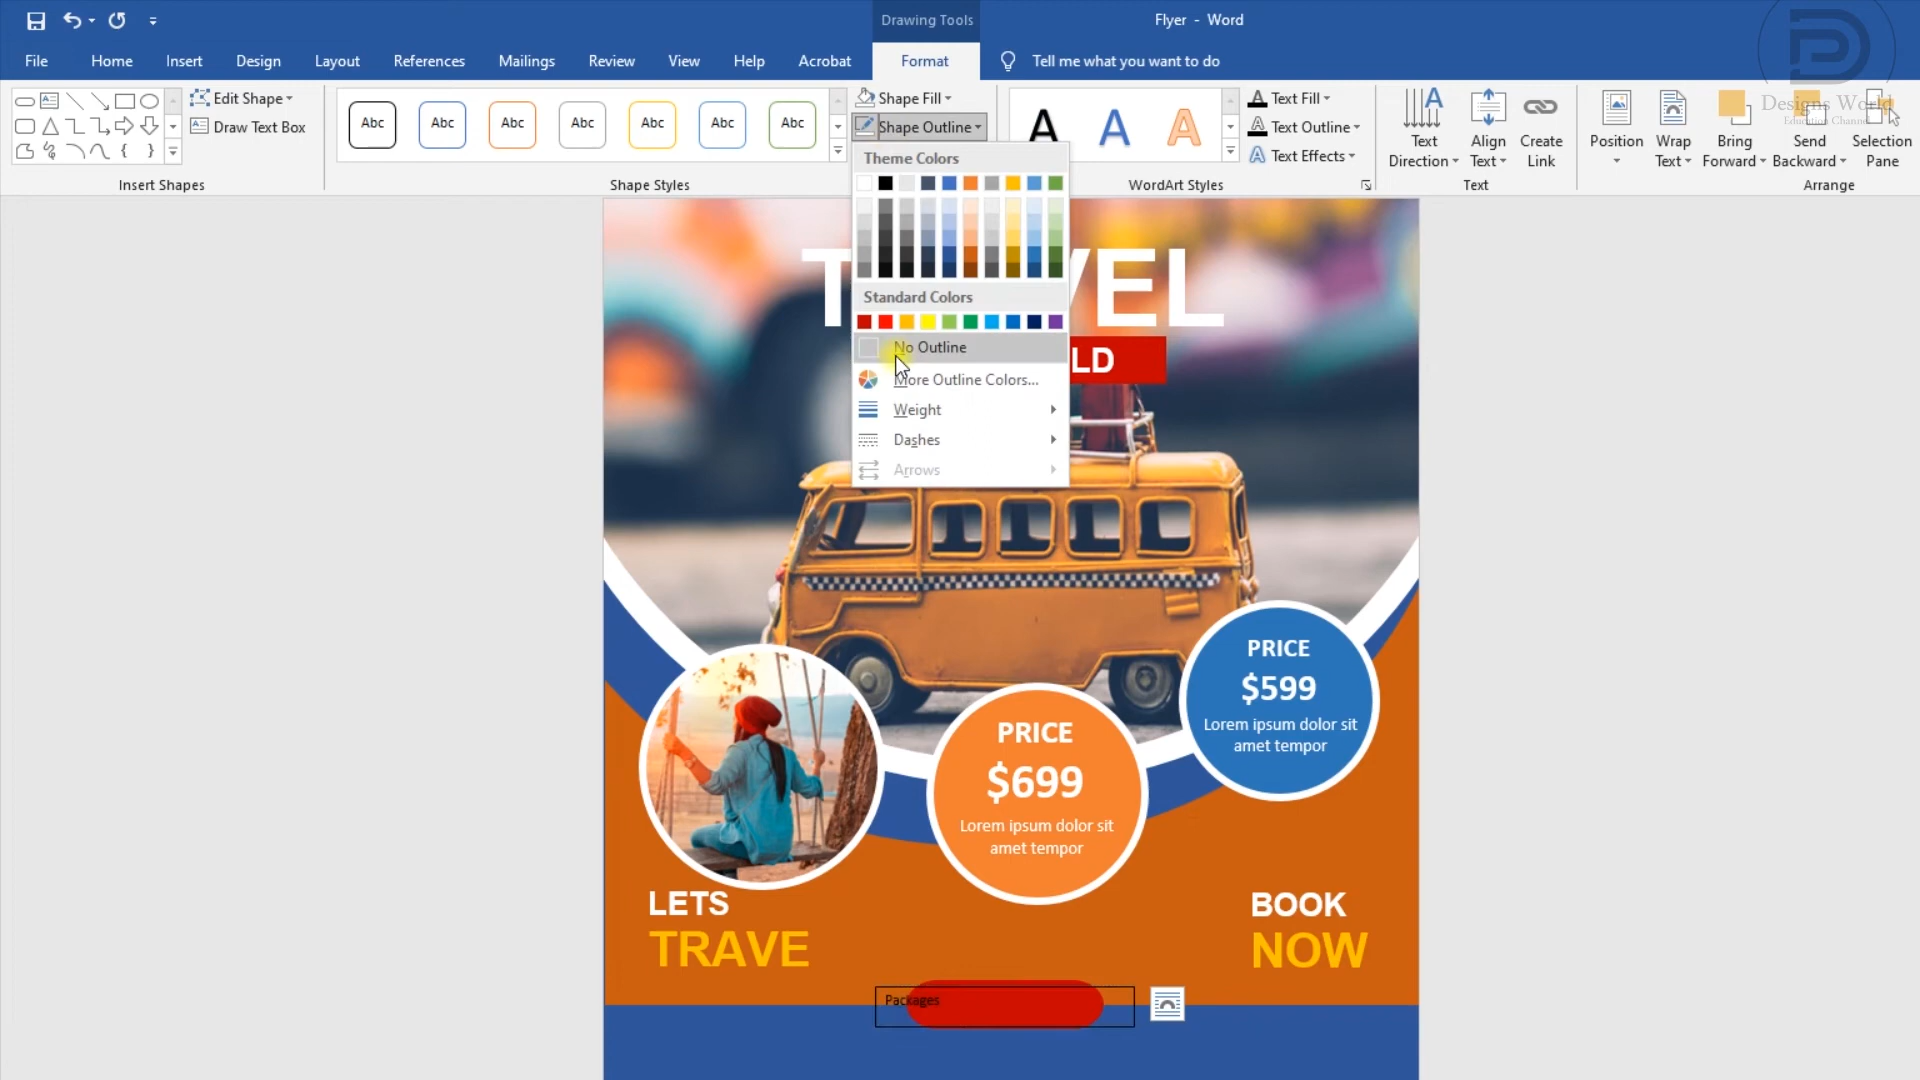 Drawing Tools
Flyer - Word
File
Home
Insert
Design
Layout
References
Mailings
Review
View
Help
Acrobat
Format
Tell me what you want to do
Edit Shape
Draw Text Box
Insert Shapes
Abc
Abc
Abc
Abc
Abc
Abc
Abc
Shape Styles
Shape Fill
Shape Outline
Theme Colors
Standard Colors
No Outline
More Outline Colors...
Weight
Dashes
Arrows
A
A
A
WordArt Styles
Text Fill
Text Outline
Text Effects
Text
Direction
Align
Text
Create
Link
Text
Position
Wrap
Text
Bring
Forward
Send
Backward
Selection
Pane
Arrange
Designs World
Education Channel
T VEL
LD
PRICE
$599
Lorem ipsum dolor sit
amet tempor
PRICE
$699
Lorem ipsum dolor sit
amet tempor
LETS
TRAVE
BOOK
NOW
Packages